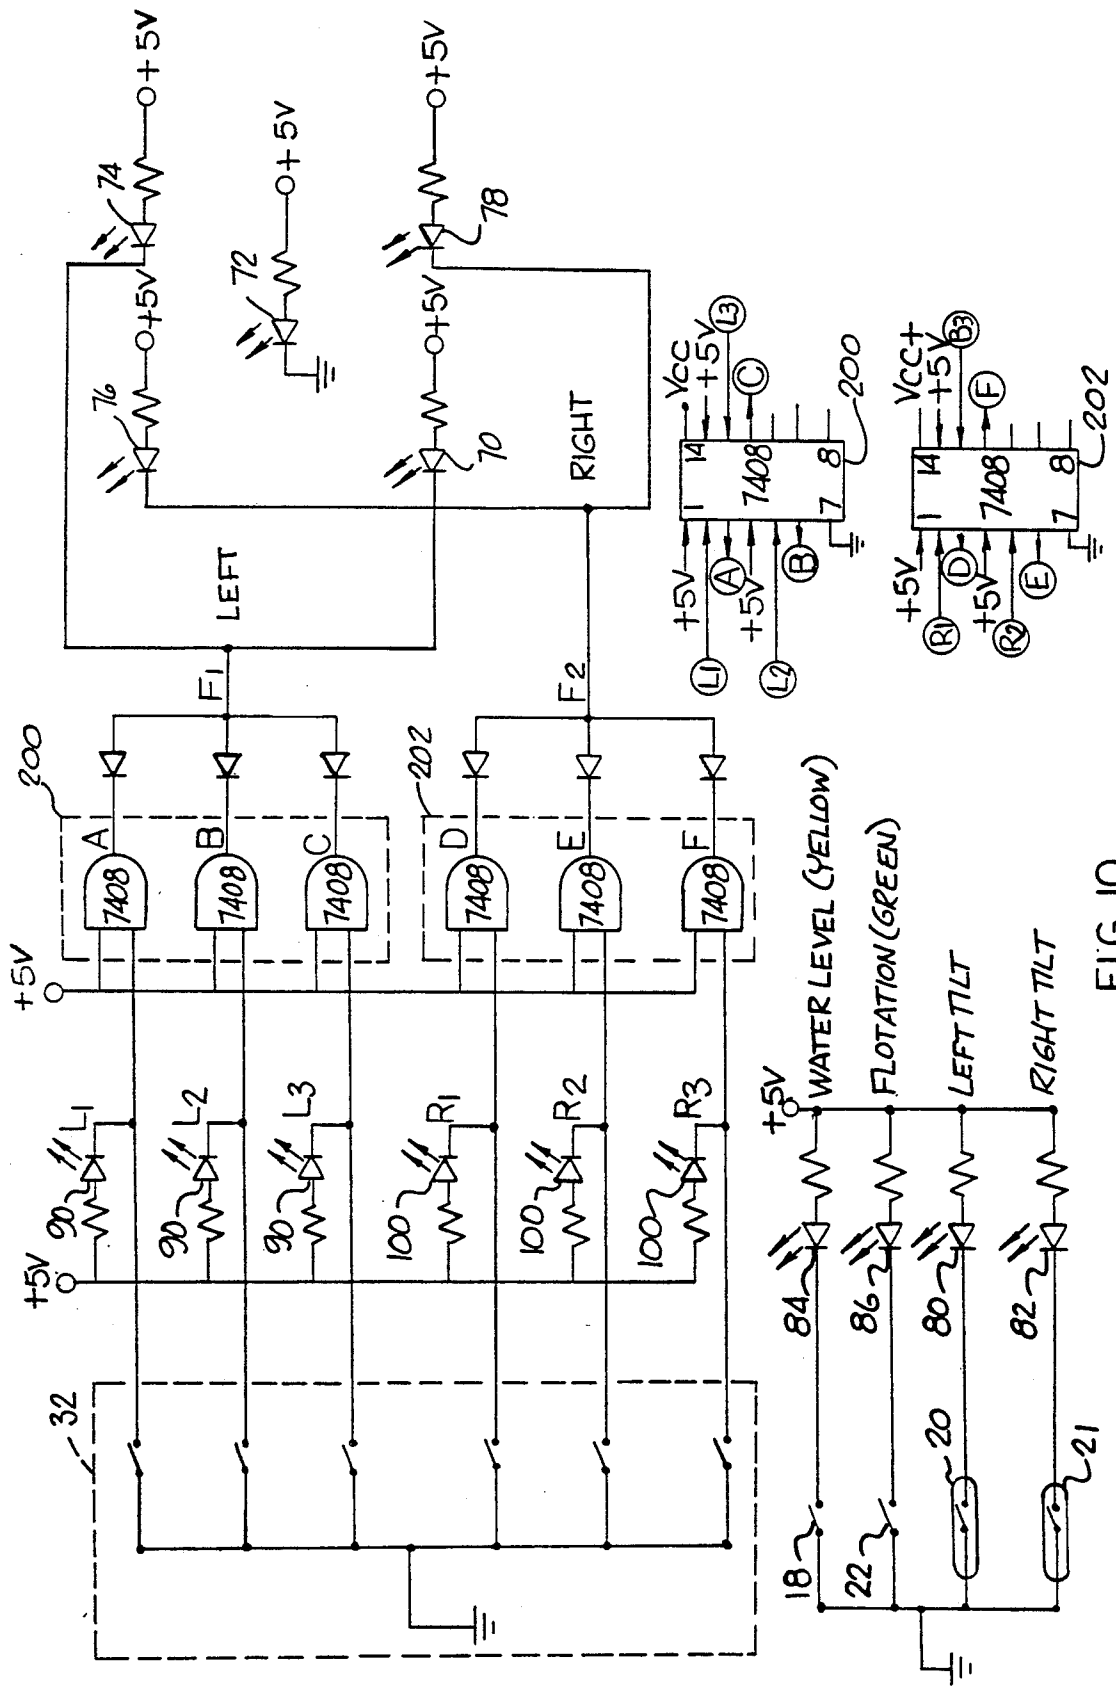 32
+5V
90
L1
90
L2
90
L3
100
R1
100
R2
100
R3
+5V
200
7408
A
7408
B
7408
C
202
7408
D
7408
E
7408
F
F1
LEFT
F2
RIGHT
76
+5V
74
+5V
72
+5V
70
+5V
78
+5V
18
84
+5V
WATER LEVEL (YELLOW)
22
86
FLOTATION (GREEN)
20
80
LEFT TILT
21
82
RIGHT TILT
+5V
1
14
VCC
L1
+5V
A
L3
+5V
7408
C
L2
B
7
8
200
+5V
1
14
VCC+
R1
+5V
D
B3
+5V
7408
F
R2
E
7
8
202
FIG. 10